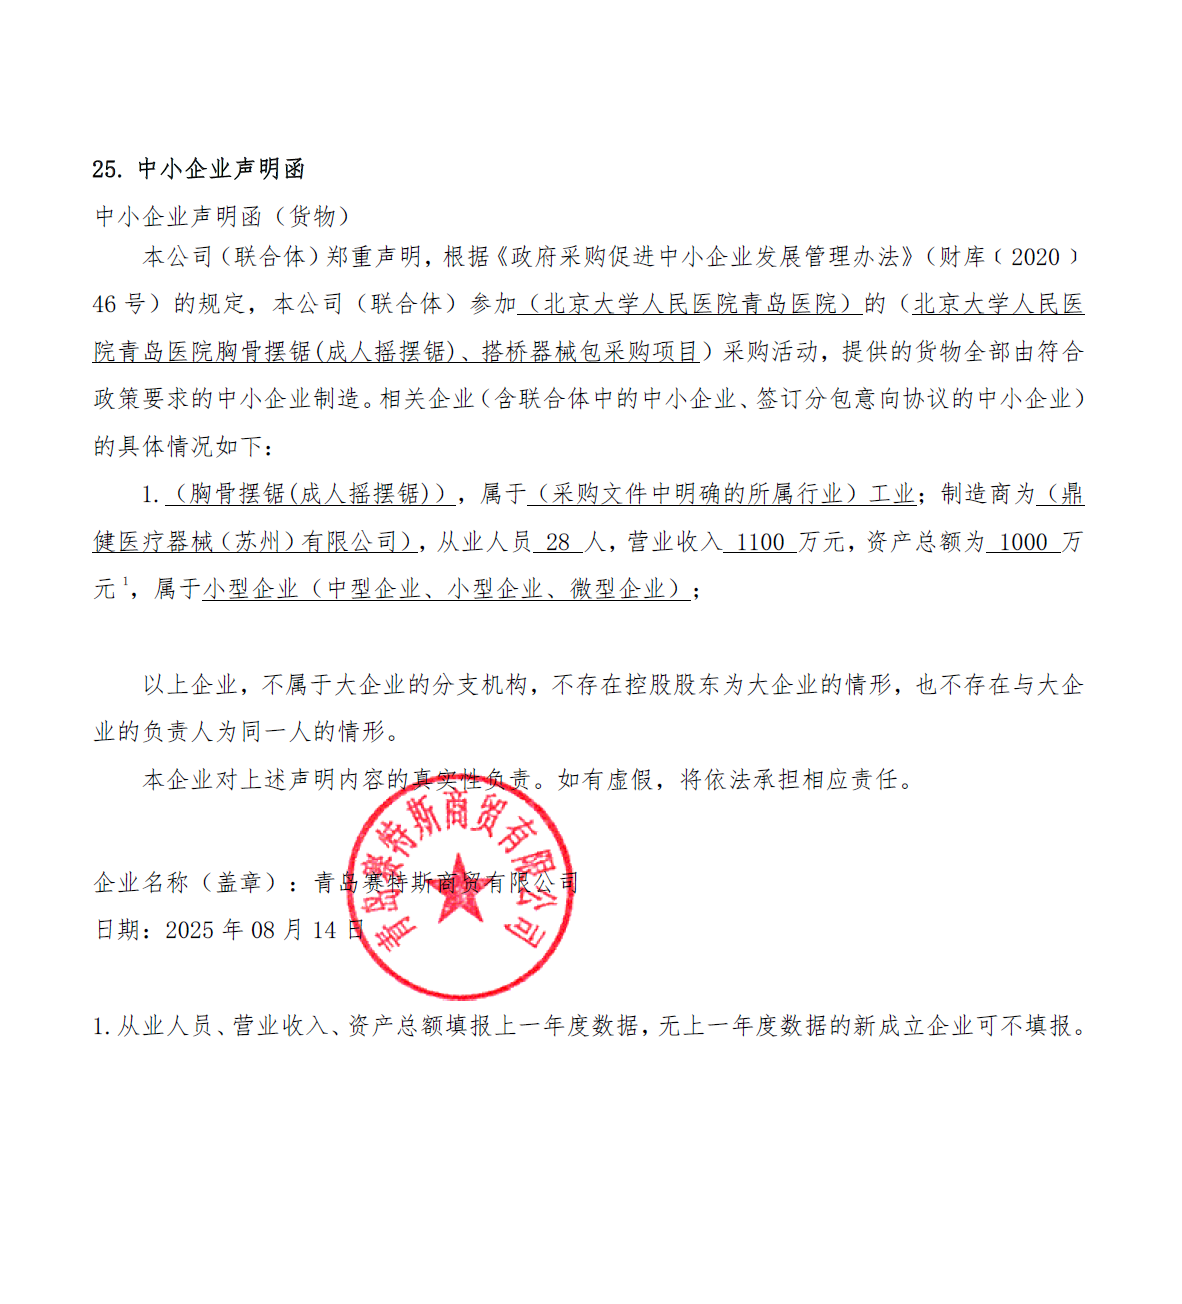 25. 中小企业声明函
中小企业声明函（货物）
本公司（联合体）郑重声明，根据《政府采购促进中小企业发展管理办法》（财库﹝2020﹞
46 号）的规定，本公司（联合体）参加（北京大学人民医院青岛医院）的（北京大学人民医
院青岛医院胸骨摆锯(成人摇摆锯)、搭桥器械包采购项目）采购活动，提供的货物全部由符合
政策要求的中小企业制造。相关企业（含联合体中的中小企业、签订分包意向协议的中小企业）
的具体情况如下：
1.（胸骨摆锯(成人摇摆锯)），属于（采购文件中明确的所属行业）工业；制造商为（鼎
健医疗器械（苏州）有限公司），从业人员 28 人，营业收入 1100 万元，资产总额为 1000 万
元¹，属于小型企业（中型企业、小型企业、微型企业）；
以上企业，不属于大企业的分支机构，不存在控股股东为大企业的情形，也不存在与大企
业的负责人为同一人的情形。
本企业对上述声明内容的真实性负责。如有虚假，将依法承担相应责任。
青岛赛特斯商贸有限公司
企业名称（盖章）：青岛赛特斯商贸有限公司
日期：2025 年 08 月 14 日
1.从业人员、营业收入、资产总额填报上一年度数据，无上一年度数据的新成立企业可不填报。